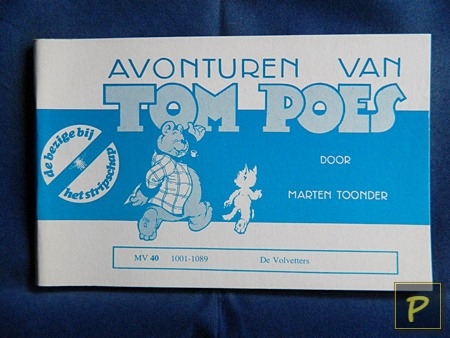 AVONTUREN VAN
TOM POES
DOOR
MARTEN TOONDER
de bezige bij
het stripschap
MV 40 1001-1089 De Volvetters
P